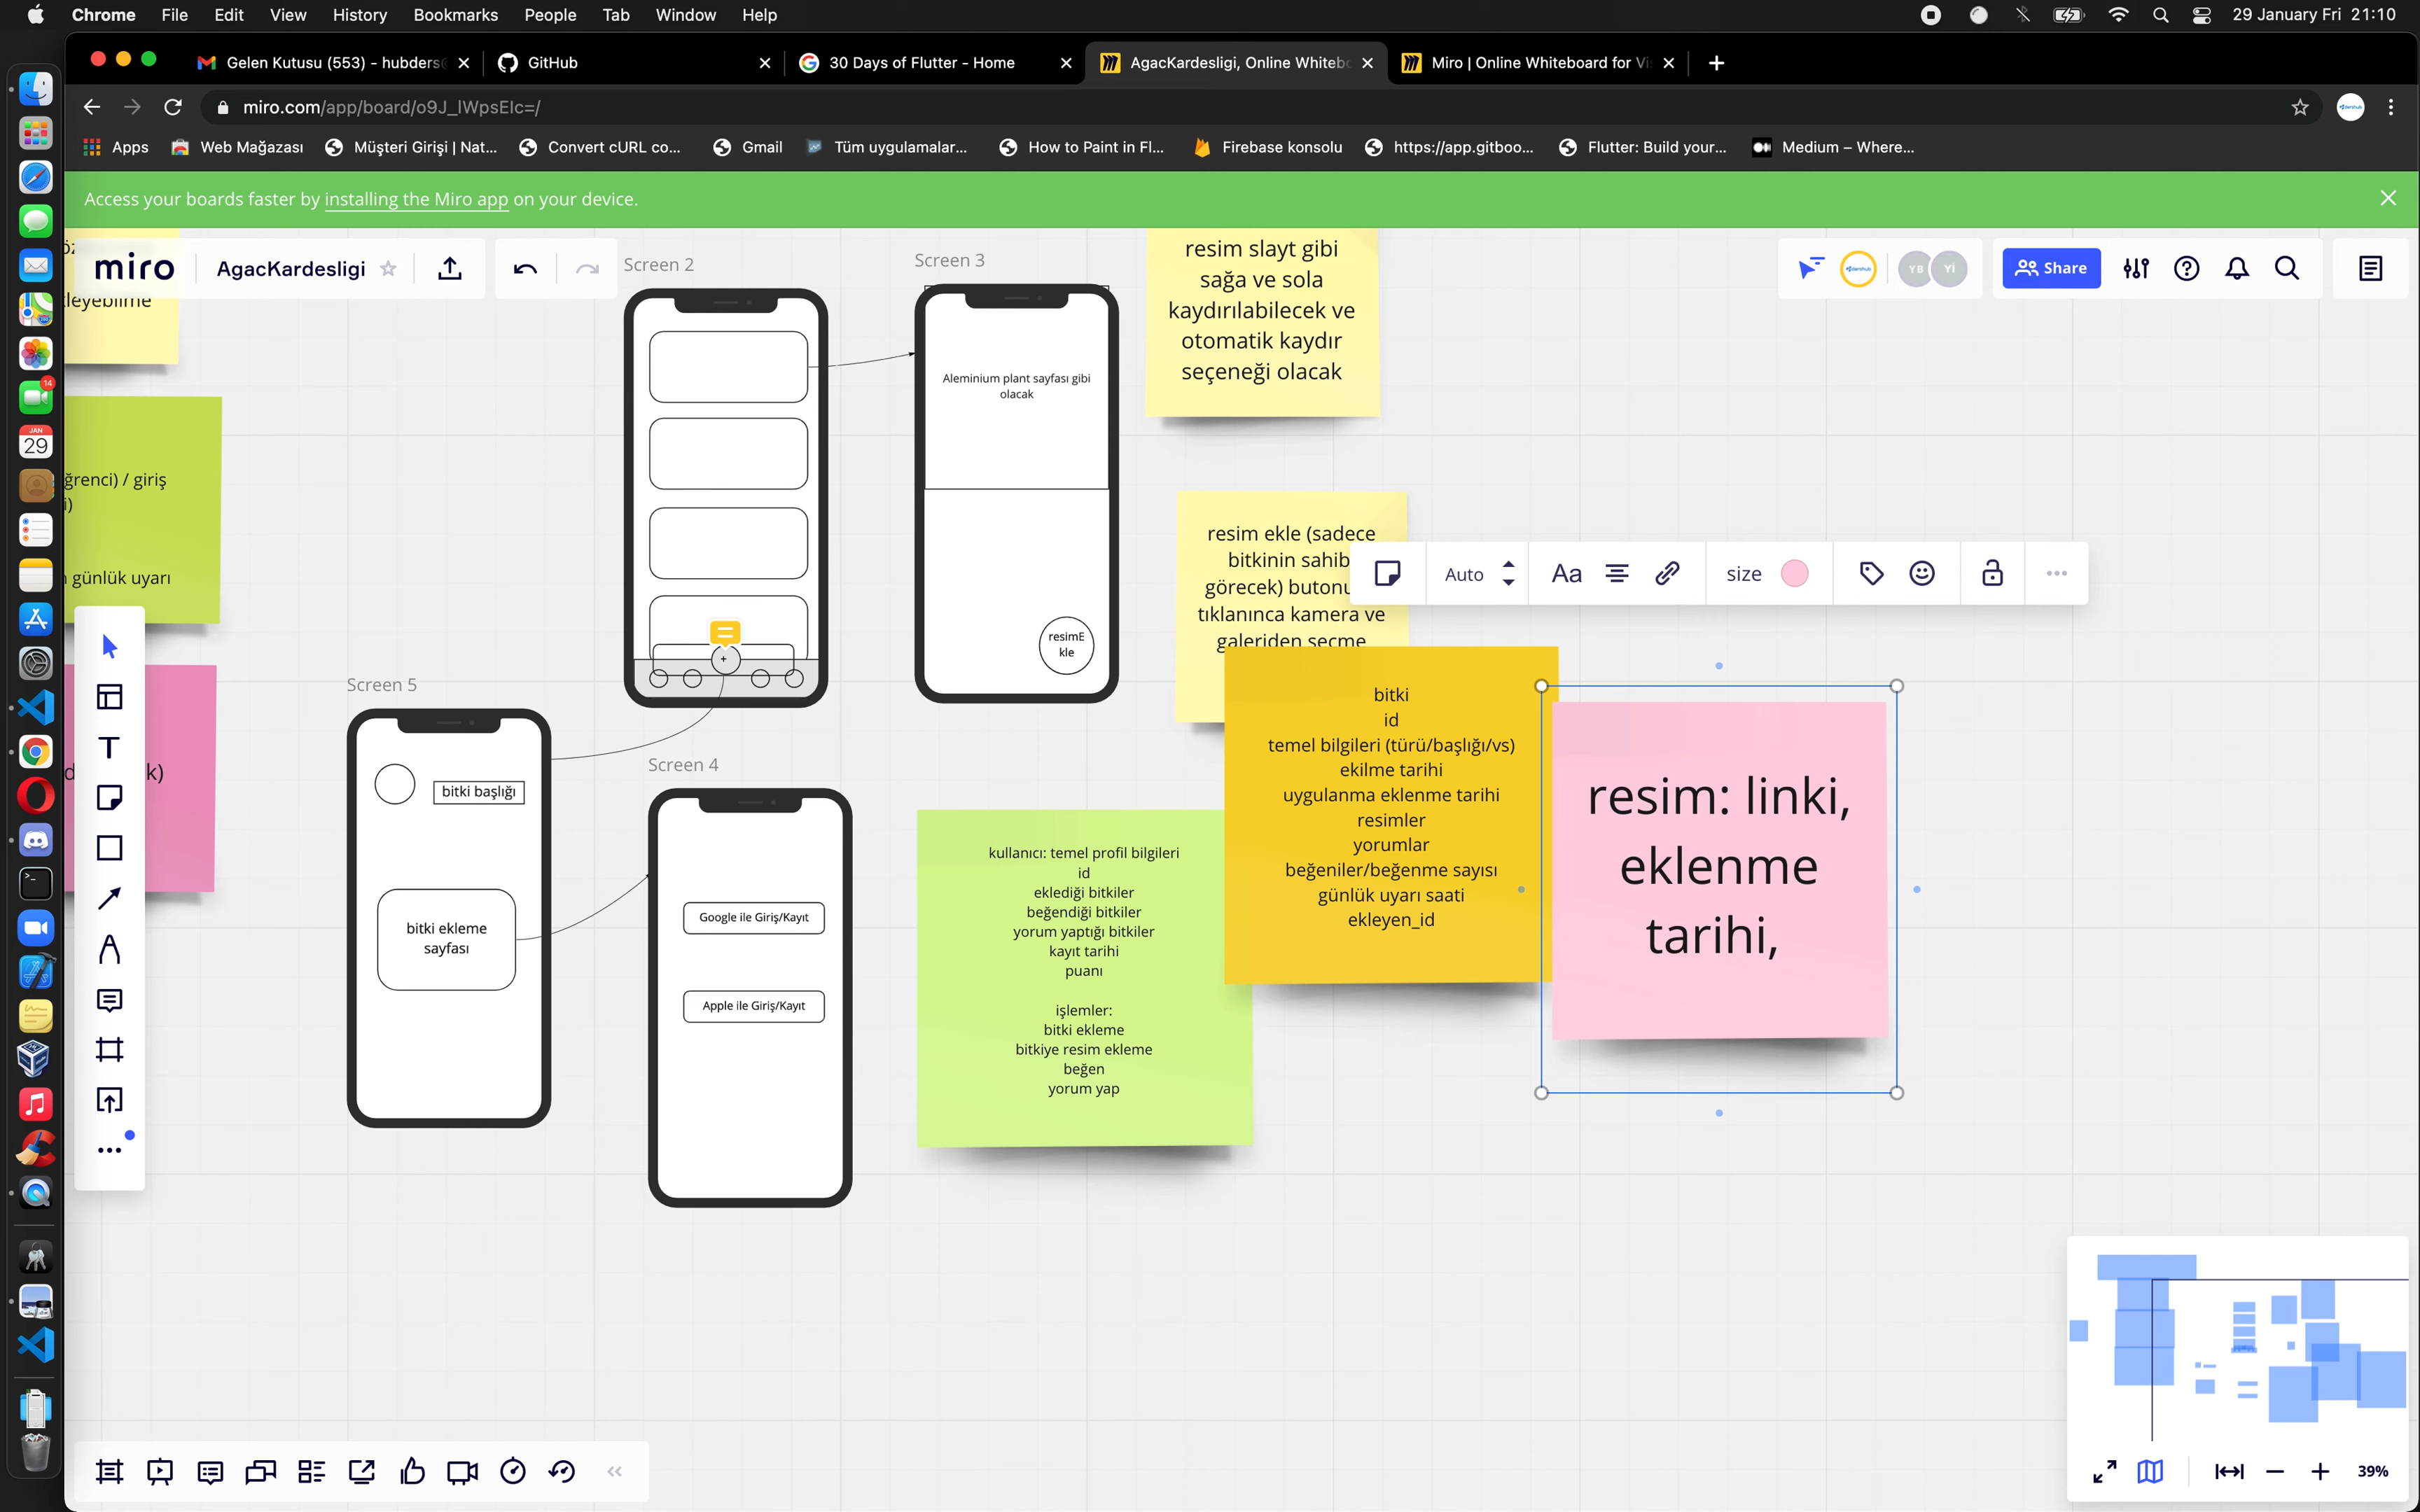 Chrome File Edit View History Bookmarks People Tab Window Help
29 January Fri 21:10
Gelen Kutusu (553) - hubders
GitHub
30 Days of Flutter - Home
AgacKardesligi, Online Whitebo
Miro | Online Whiteboard for Vi
miro.com/app/board/o9J_lWpsEIc=/
Apps
Web Mağazası
Müşteri Girişi | Nat...
Convert cURL co...
Gmail
Tüm uygulamalar...
How to Paint in Fl...
Firebase konsolu
https://app.gitboo...
Flutter: Build your...
Medium – Where...
Access your boards faster by installing the Miro app on your device.
miro
AgacKardesligi
YB
Yİ
Share
leyebilme
ğrenci) / giriş
i)
günlük uyarı
k)
Screen 2
+
Screen 3
Aleminium plant sayfası gibi
olacak
resimE
kle
resim slayt gibi
sağa ve sola
kaydırılabilecek ve
otomatik kaydır
seçeneği olacak
resim ekle (sadece
bitkinin sahib
görecek) butonu
tıklanınca kamera ve
galeriden seçme
Auto
Aa
size
Screen 5
bitki başlığı
bitki ekleme
sayfası
Screen 4
Google ile Giriş/Kayıt
Apple ile Giriş/Kayıt
kullanıcı: temel profil bilgileri
id
eklediği bitkiler
beğendiği bitkiler
yorum yaptığı bitkiler
kayıt tarihi
puanı
işlemler:
bitki ekleme
bitkiye resim ekleme
beğen
yorum yap
bitki
id
temel bilgileri (türü/başlığı/vs)
ekilme tarihi
uygulanma eklenme tarihi
resimler
yorumlar
beğeniler/beğenme sayısı
günlük uyarı saati
ekleyen_id
resim: linki,
eklenme
tarihi,
14
JAN
29
T
39%